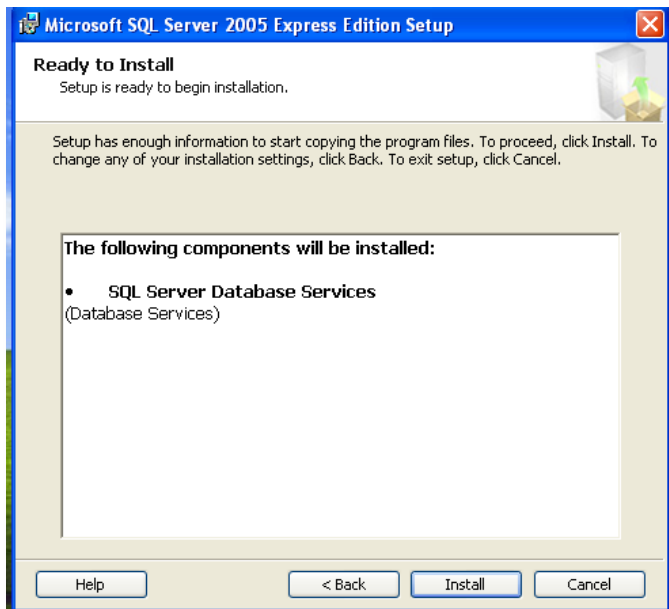 Microsoft SQL Server 2005 Express Edition Setup
Ready to Install
Setup is ready to begin installation.
Setup has enough information to start copying the program files. To proceed, click Install. To
change any of your installation settings, click Back. To exit setup, click Cancel.
The following components will be installed:
• SQL Server Database Services
(Database Services)
Help
< Back
Install
Cancel